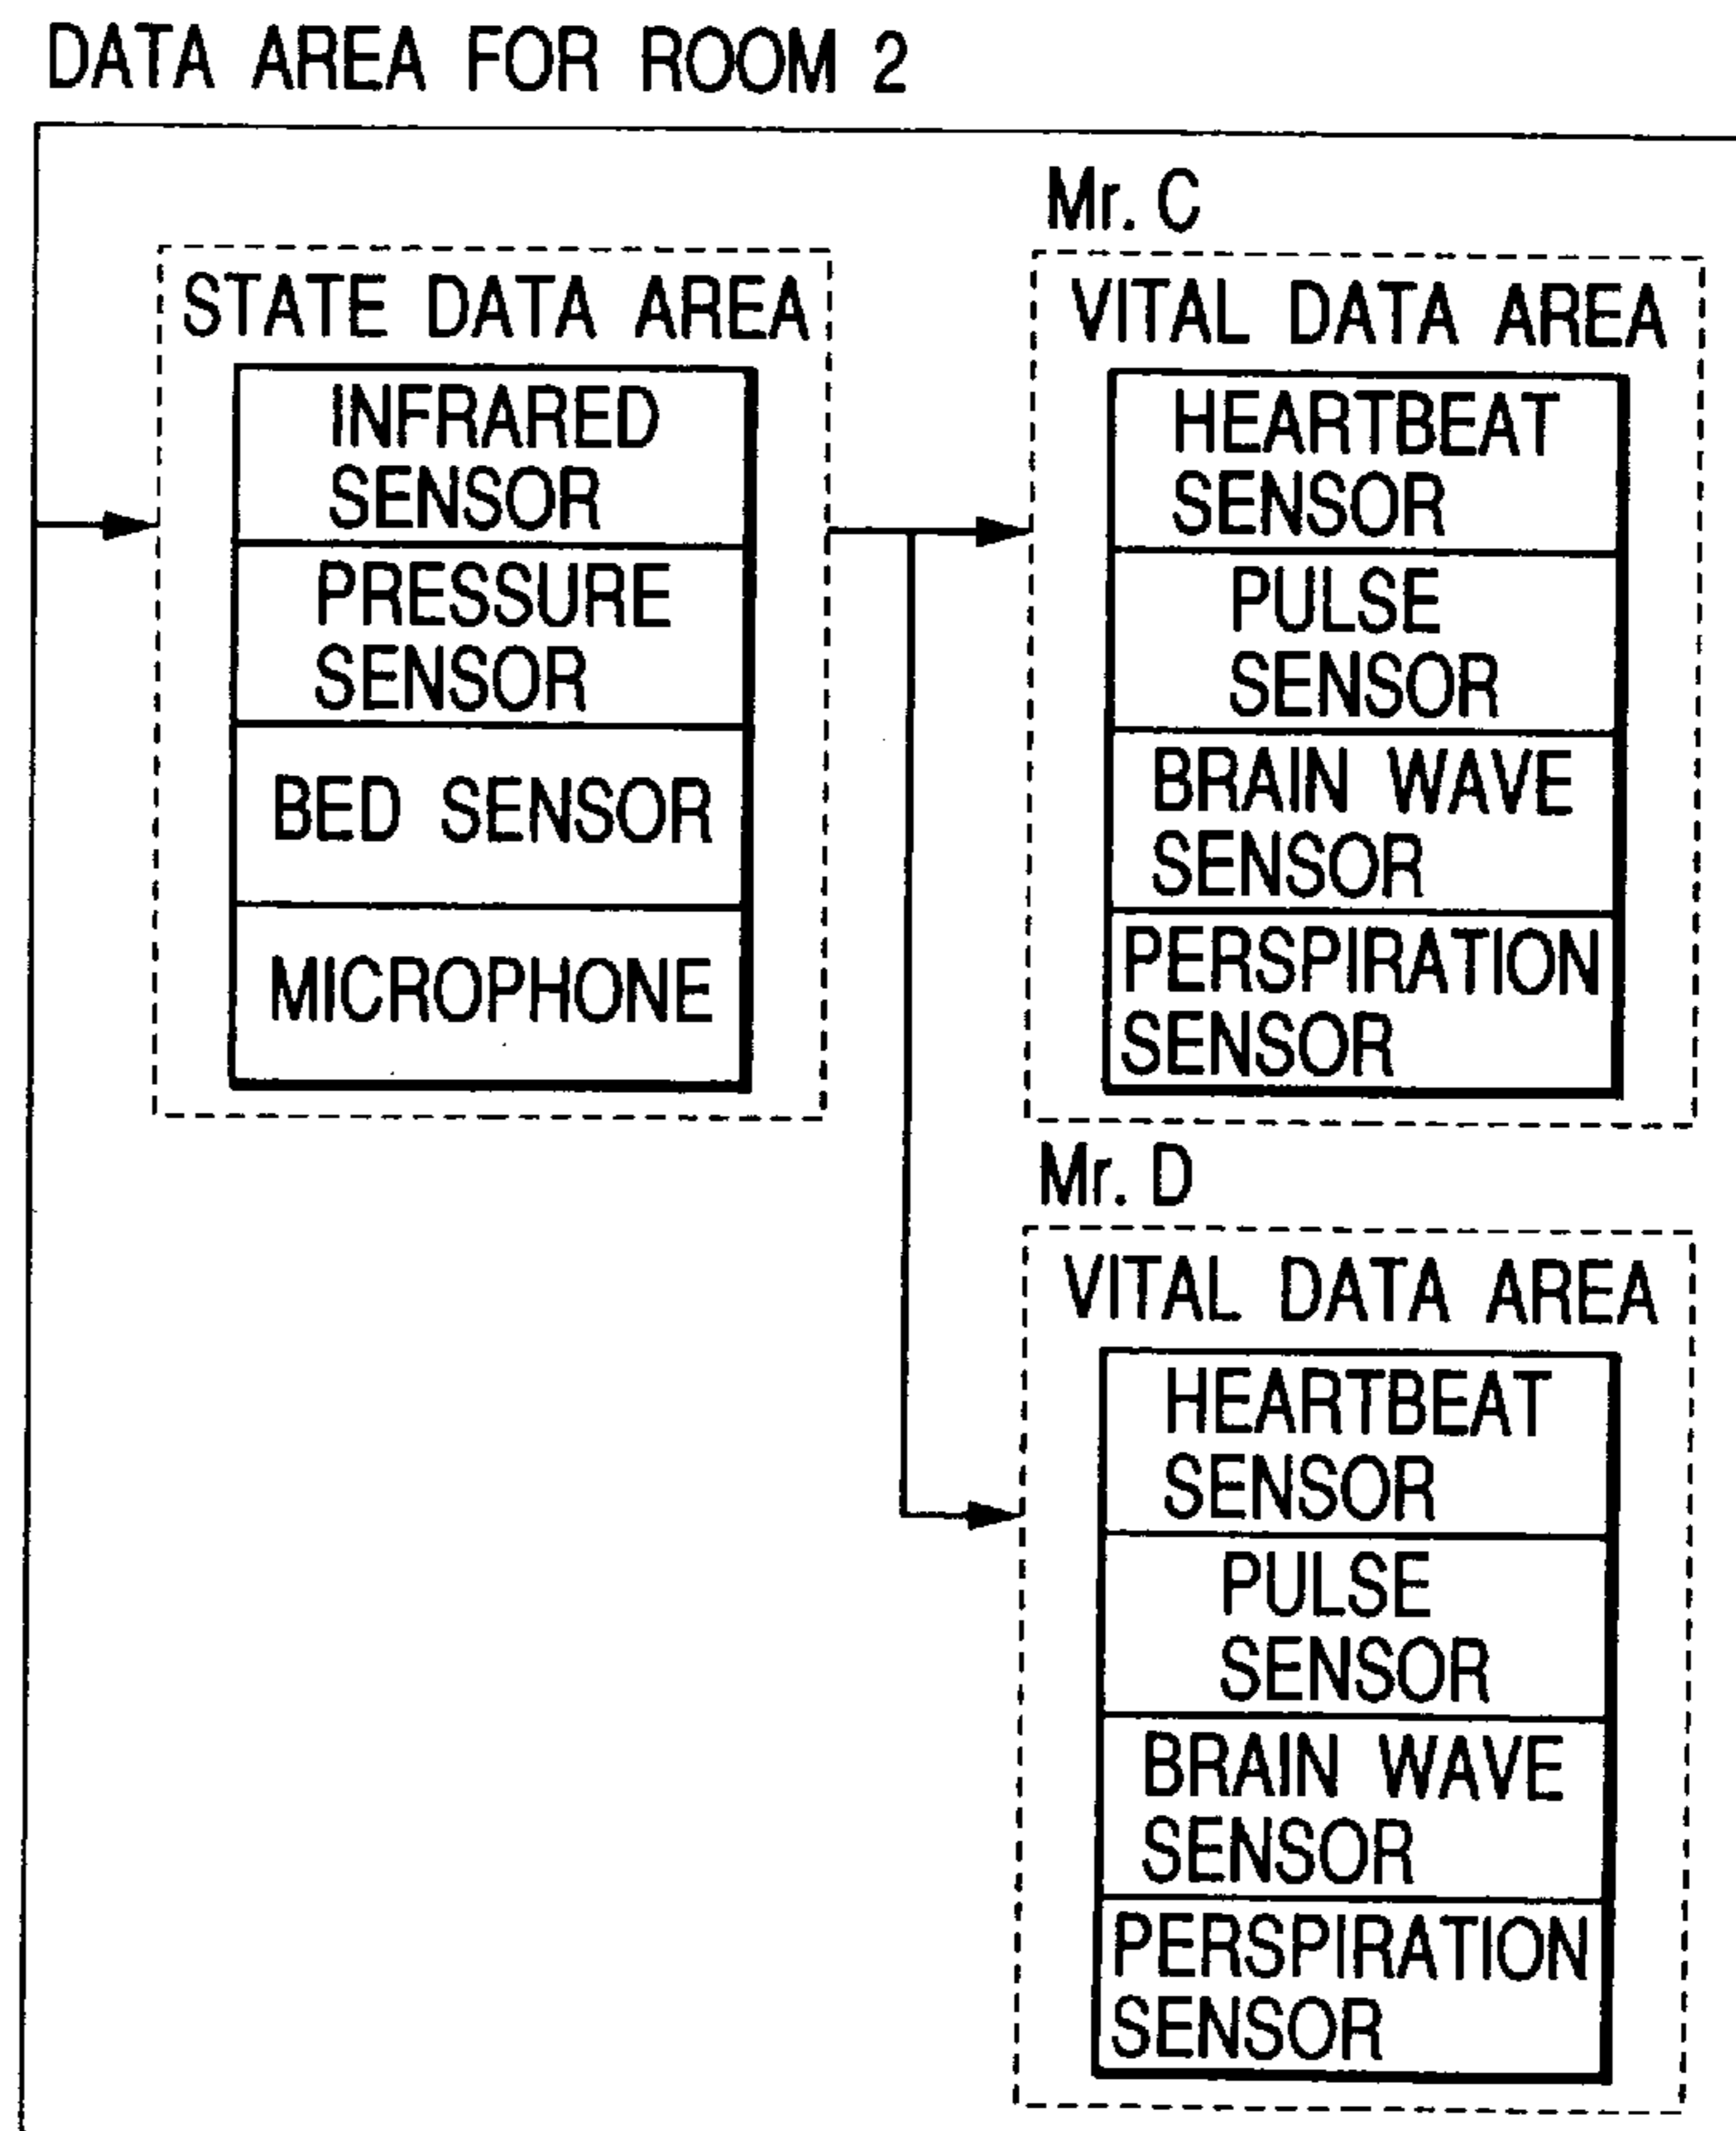 DATA AREA FOR ROOM 2
STATE DATA AREA
INFRARED
SENSOR
PRESSURE
SENSOR
BED SENSOR
MICROPHONE
Mr. C
VITAL DATA AREA
HEARTBEAT
SENSOR
PULSE
SENSOR
BRAIN WAVE
SENSOR
PERSPIRATION
SENSOR
Mr. D
VITAL DATA AREA
HEARTBEAT
SENSOR
PULSE
SENSOR
BRAIN WAVE
SENSOR
PERSPIRATION
SENSOR